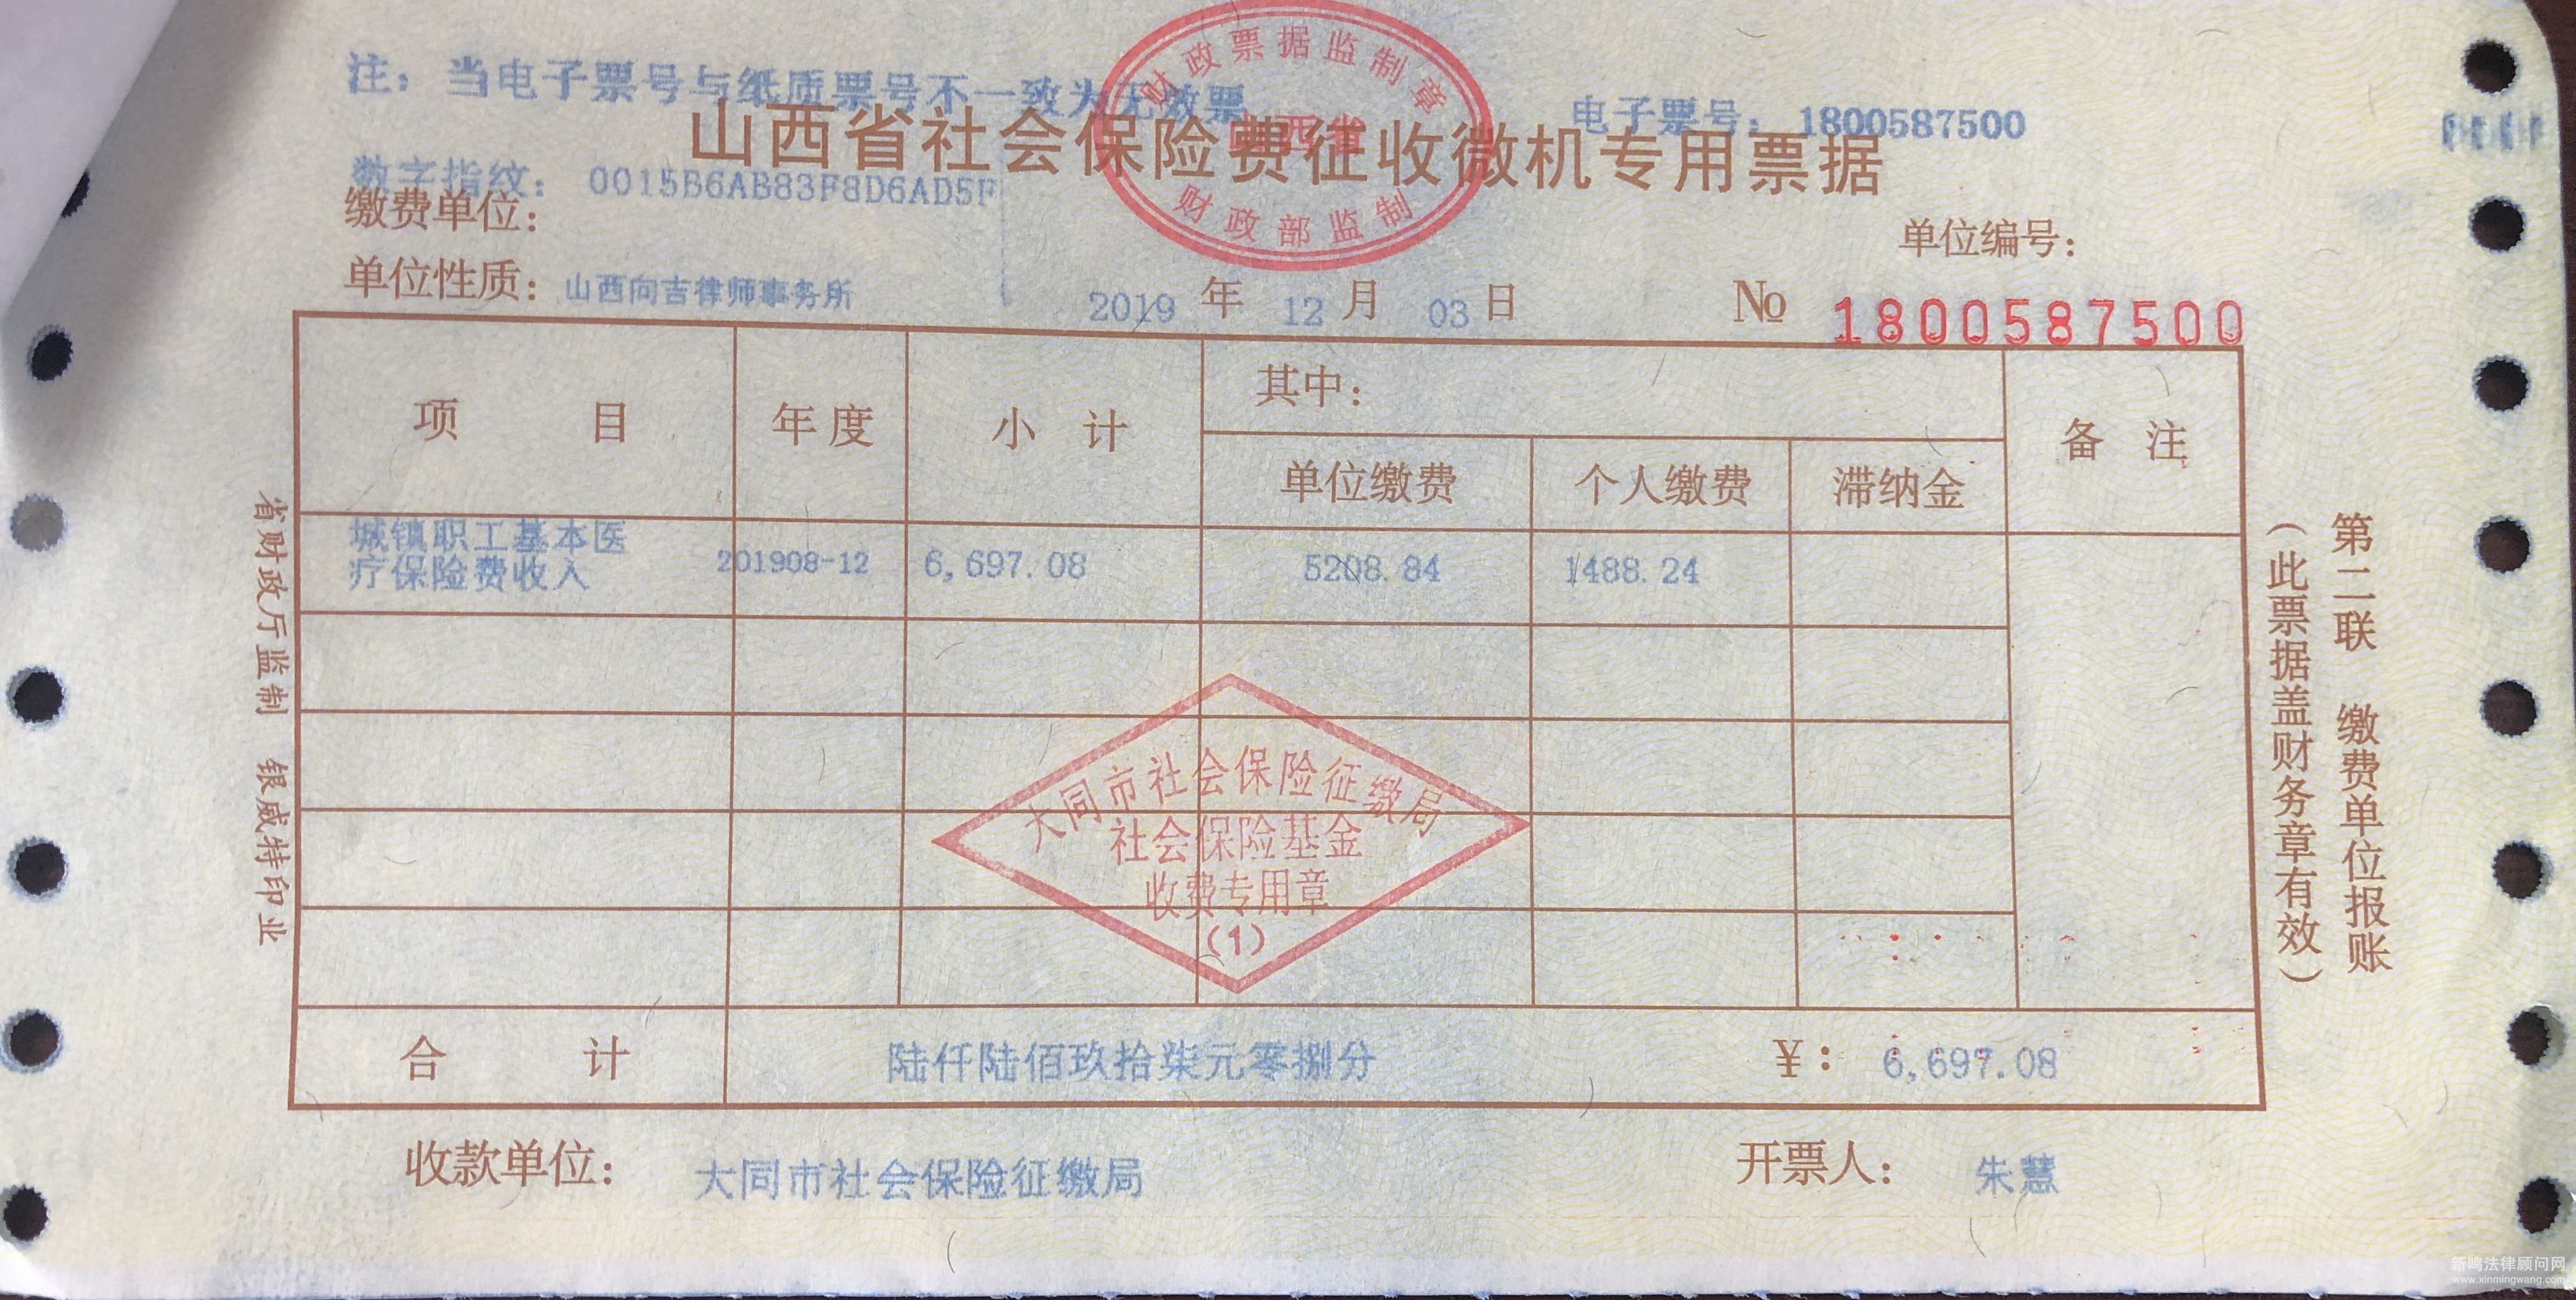 注：当电子票号与纸质票号不一致为无效票
财政票据监制章
山西省
财政部监制
电子票号：1800587500
山西省社会保险费征收微机专用票据
数字指纹：0015B6AB83F8D6AD5F
缴费单位：
单位编号：
单位性质：山西向吉律师事务所
2019 年 12 月 03 日
№ 1800587500
项目 年度 小计 其中： 备注
单位缴费 个人缴费 滞纳金
城镇职工基本医
疗保险费收入 201908-12 6,697.08 5208.84 1488.24
大同市社会保险征缴局
社会保险基金
收费专用章
(1)
合计 陆仟陆佰玖拾柒元零捌分 ¥：6,697.08
收款单位：大同市社会保险征缴局 开票人：朱慧
省财政厅监制 银威特印业
第二联 缴费单位报账
（此票据盖财务章有效）
新鸣法律顾问网
www.xinmingwang.com